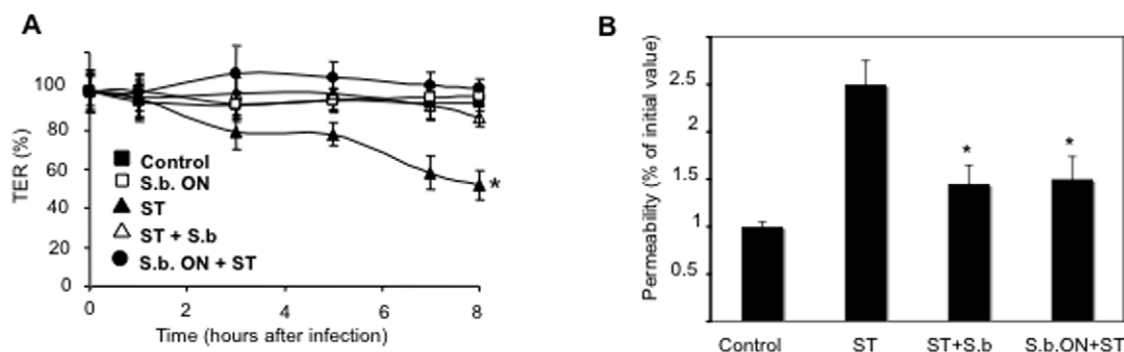 A
TER (%)
100
80
60
40
20
0
Control
S.b. ON
ST
ST + S.b
S.b. ON + ST
*
0
2
4
6
8
Time (hours after infection)
B
Permeability (% of initial value)
2.5
2
1.5
1
0.5
*
*
Control
ST
ST+S.b
S.b.ON+ST